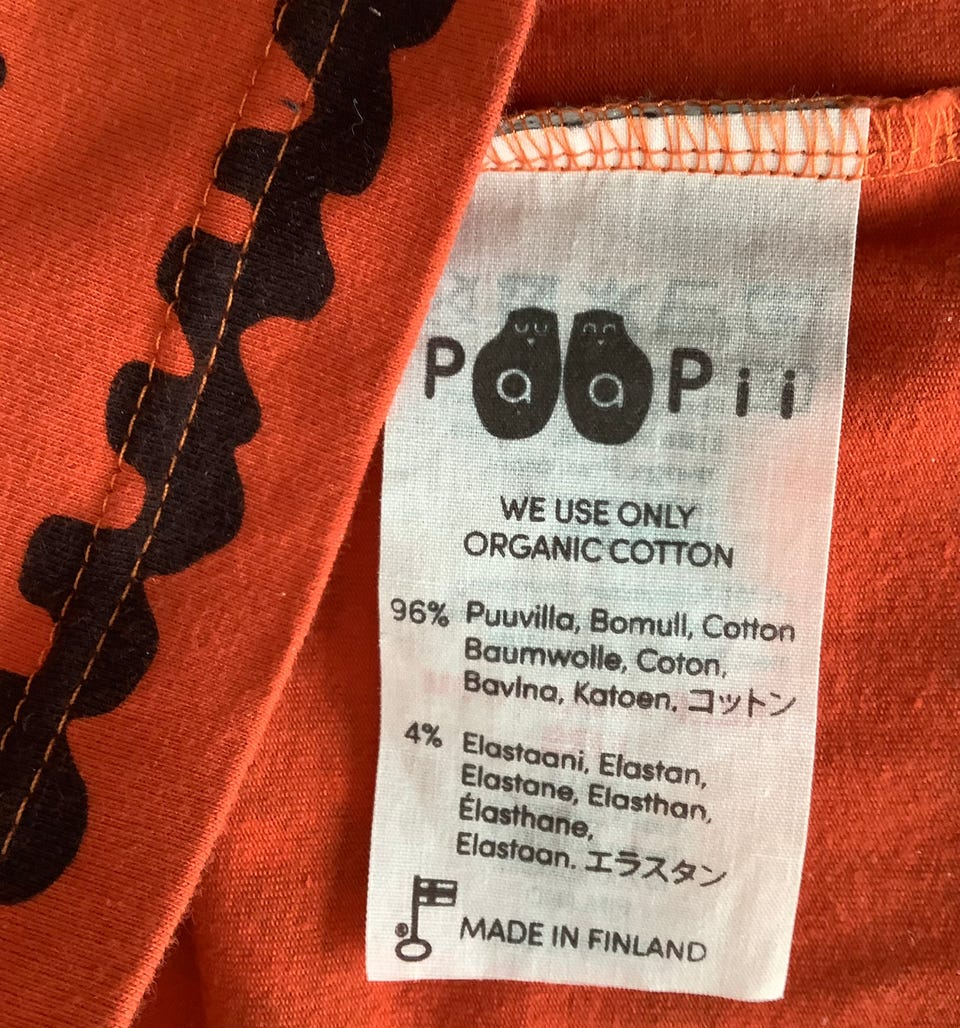 PaaPii
WE USE ONLY
ORGANIC COTTON
96% Puuvilla, Bomull, Cotton
Baumwolle, Coton,
Bavlna, Katoen. コットン
4% Elastaani, Elastan,
Elastane, Elasthan,
Élasthane,
Elastaan. エラスタン
MADE IN FINLAND